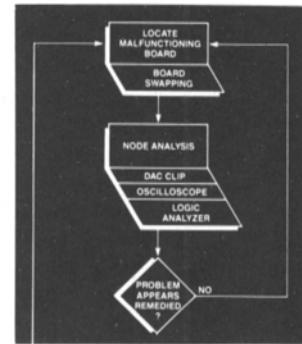 LOCATE
MALFUNCTIONING
BOARD
BOARD
SWAPPING
NODE ANALYSIS
DAC CLIP
OSCILLOSCOPE
LOGIC
ANALYZER
PROBLEM
APPEARS
REMEDIED
?
NO